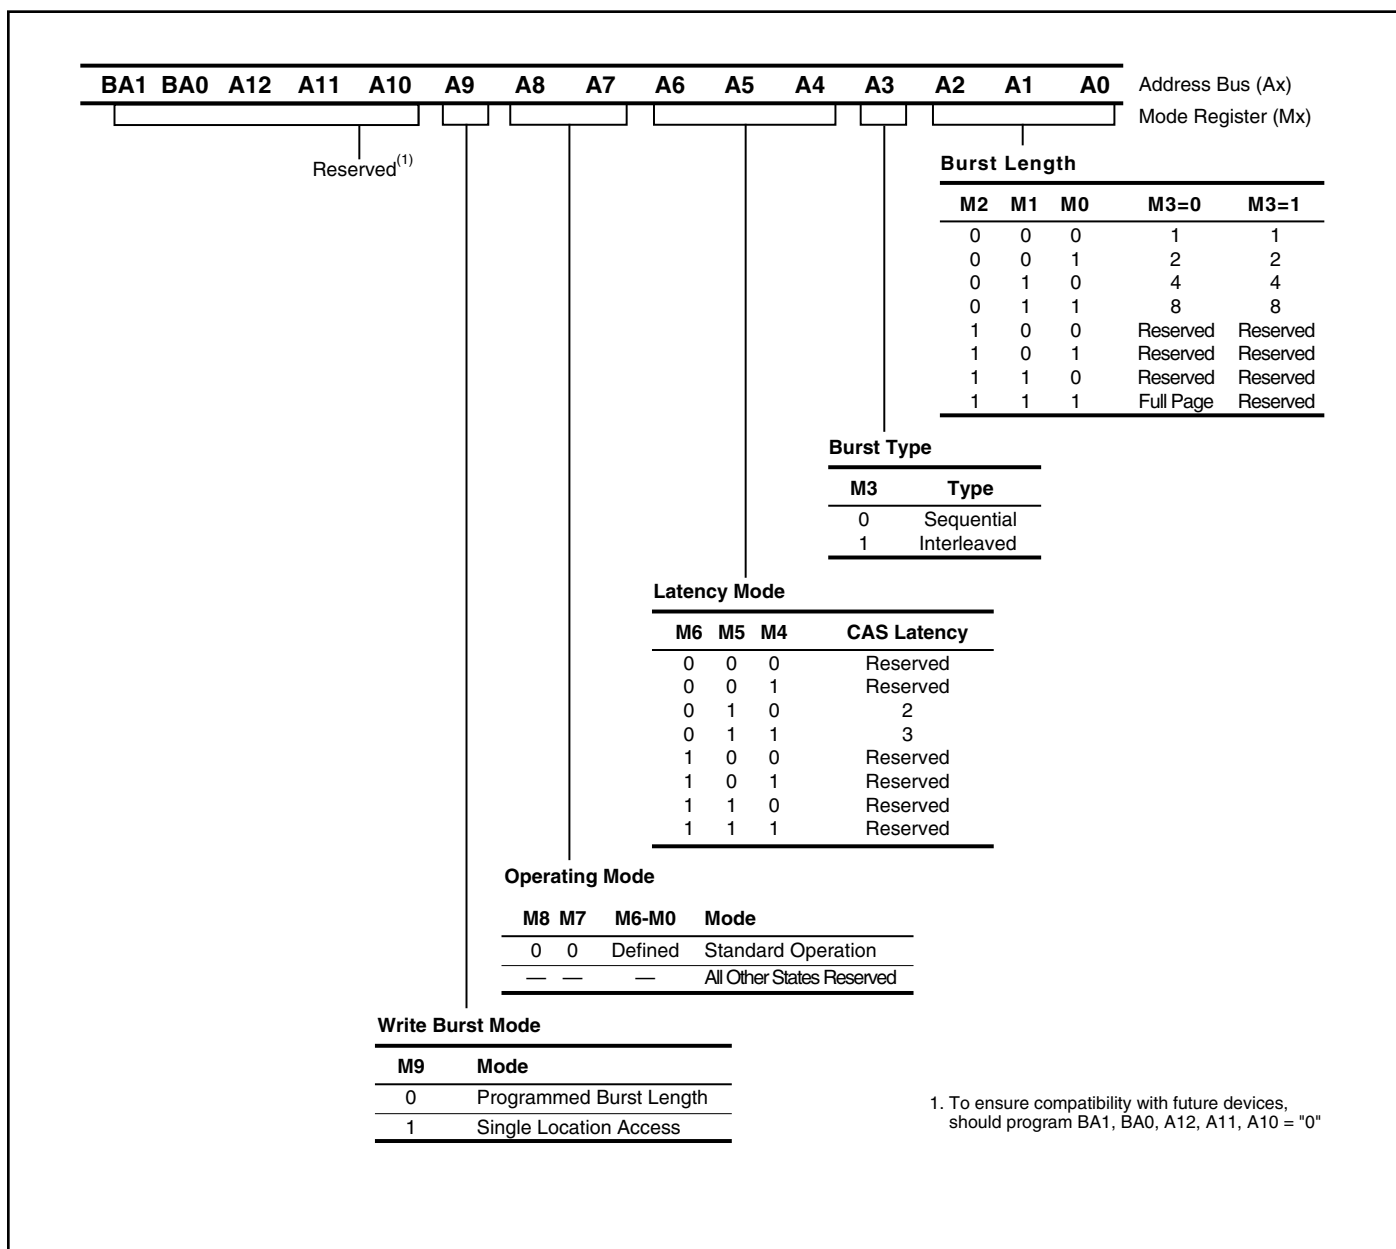 BA1 BA0 A12 A11 A10 A9 A8 A7 A6 A5 A4 A3 A2 A1 A0 Address Bus (Ax)
Mode Register (Mx)
Reserved(1)
Burst Length
M2 M1 M0 M3=0 M3=1
0 0 0 1 1
0 0 1 2 2
0 1 0 4 4
0 1 1 8 8
1 0 0 Reserved Reserved
1 0 1 Reserved Reserved
1 1 0 Reserved Reserved
1 1 1 Full Page Reserved
Burst Type
M3 Type
0 Sequential
1 Interleaved
Latency Mode
M6 M5 M4 CAS Latency
0 0 0 Reserved
0 0 1 Reserved
0 1 0 2
0 1 1 3
1 0 0 Reserved
1 0 1 Reserved
1 1 0 Reserved
1 1 1 Reserved
Operating Mode
M8 M7 M6-M0 Mode
0 0 Defined Standard Operation
— — — All Other States Reserved
Write Burst Mode
M9 Mode
0 Programmed Burst Length
1 Single Location Access
1. To ensure compatibility with future devices,
should program BA1, BA0, A12, A11, A10 = "0"